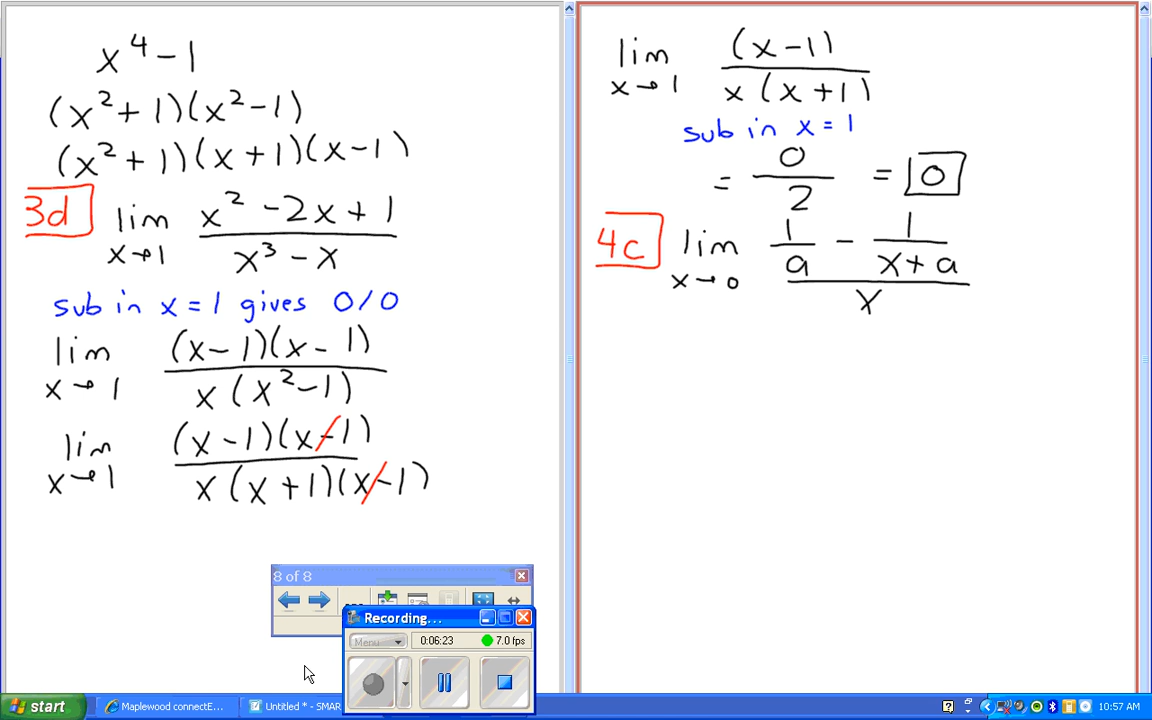 x⁴ - 1
(x² + 1)(x² - 1)
(x² + 1)(x + 1)(x - 1)
3d lim x→1 (x² - 2x + 1)/(x³ - x)
sub in x = 1 gives 0/0
lim x→1 (x - 1)(x - 1)/x(x² - 1)
lim x→1 (x - 1)(x - 1)/x(x + 1)(x - 1)
lim x→1 (x - 1)/x(x + 1)
sub in x = 1
= 0/2 = 0
4c lim x→0 (1/a - 1/(x + a))/x
8 of 8
Recording...
Menu 0:06:23 7.0 fps
start Maplewood connectE... Untitled * - SMAR 10:57 AM